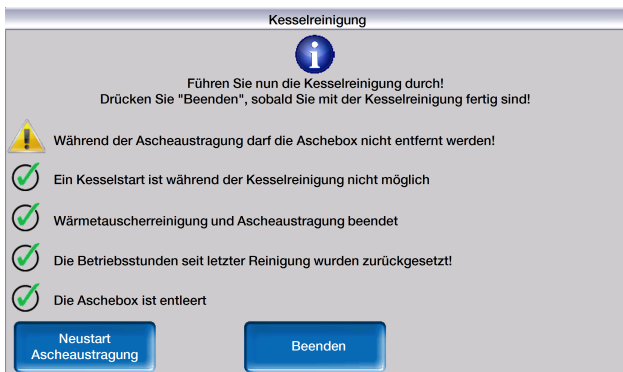 Kesselreinigung
Führen Sie nun die Kesselreinigung durch!
Drücken Sie "Beenden", sobald Sie mit der Kesselreinigung fertig sind!
Während der Ascheaustragung darf die Aschebox nicht entfernt werden!
Ein Kesselstart ist während der Kesselreinigung nicht möglich
Wärmetauscherreinigung und Ascheaustragung beendet
Die Betriebsstunden seit letzter Reinigung wurden zurückgesetzt!
Die Aschebox ist entleert
Neustart
Ascheaustragung
Beenden